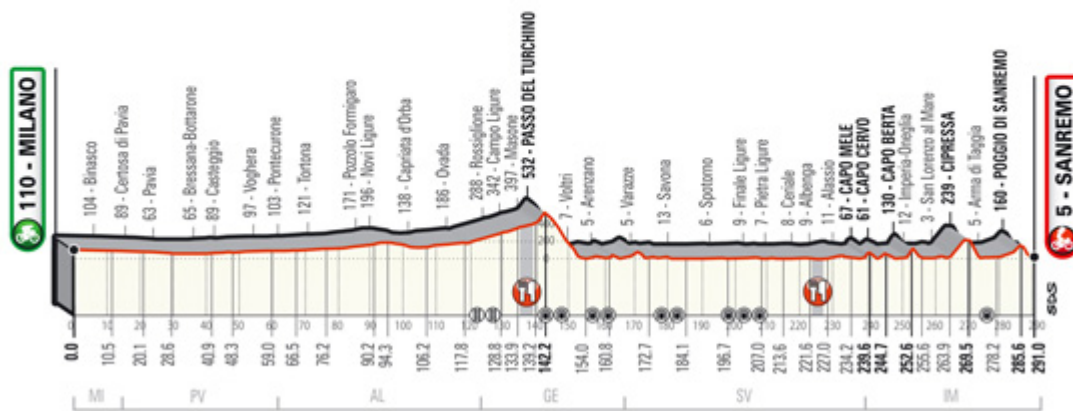 110 - MILANO
104 - Binasco
89 - Certosa di Pavia
63 - Pavia
65 - Bressana-Bottarone
89 - Casteggio
97 - Voghera
103 - Pontecurone
121 - Tortona
171 - Pozzolo Formigaro
196 - Novi Ligure
138 - Capriata d'Orba
186 - Ovada
288 - Rossiglione
342 - Campo Ligure
397 - Masone
532 - PASSO DEL TURCHINO
7 - Voltri
5 - Arenzano
5 - Varazze
13 - Savona
6 - Spotorno
9 - Finale Ligure
7 - Pietra Ligure
8 - Ceriale
9 - Albenga
11 - Alassio
67 - CAPO MELE
61 - CAPO CERVO
130 - CAPO BERTA
12 - Imperia-Oneglia
3 - San Lorenzo al Mare
239 - CIPRESSA
5 - Arma di Taggia
160 - POGGIO DI SANREMO
5 - SANREMO
200
0
SDS
0 10 20 30 40 50 60 70 80 90 100 110 120 130 140 150 160 170 180 190 200 210 220 230 240 250 260 270 280 290
0.0 10.5 20.1 28.6 40.9 48.3 59.0 66.5 76.2 90.2 94.3 106.2 117.8 128.8 133.9 139.2 142.2 154.0 160.8 172.7 184.1 196.7 207.0 213.6 221.6 227.0 234.2 239.6 244.7 252.6 255.6 263.9 269.5 278.2 285.6 291.0
MI PV AL GE SV IM